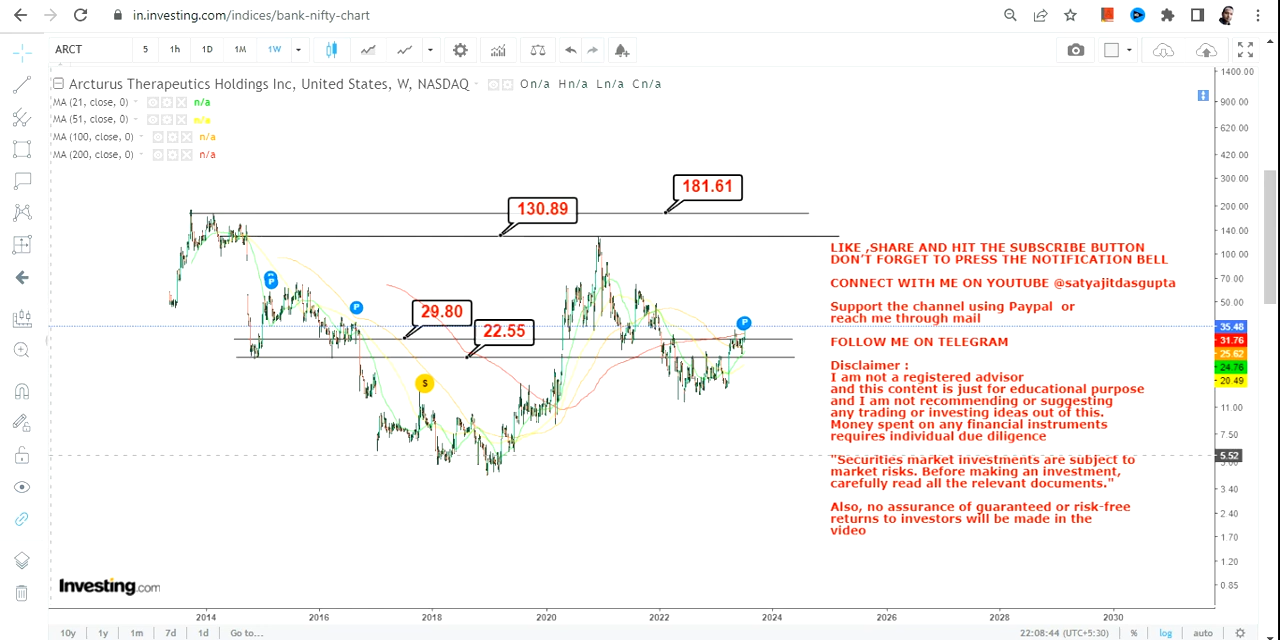 in.investing.com/indices/bank-nifty-chart
ARCT 5 1h 1D 1M 1W
Arcturus Therapeutics Holdings Inc, United States, W, NASDAQ On/a Hn/a Ln/a Cn/a
MA (21, close, 0) n/a
MA (51, close, 0) n/a
MA (100, close, 0) n/a
MA (200, close, 0) n/a
181.61
130.89
29.80
22.55
P
P
S
P
LIKE ,SHARE AND HIT THE SUBSCRIBE BUTTON
DON'T FORGET TO PRESS THE NOTIFICATION BELL
CONNECT WITH ME ON YOUTUBE @satyajitdasgupta
Support the channel using Paypal or
reach me through mail
FOLLOW ME ON TELEGRAM
Disclaimer :
I am not a registered advisor
and this content is just for educational purpose
and I am not recommending or suggesting
any trading or investing ideas out of this.
Money spent on any financial instruments
requires individual due diligence
"Securities market investments are subject to
market risks. Before making an investment,
carefully read all the relevant documents."
Also, no assurance of guaranteed or risk-free
returns to investors will be made in the
video
1400.00
900.00
620.00
420.00
300.00
200.00
140.00
100.00
70.00
50.00
35.48
31.76
25.62
24.76
20.49
11.00
7.50
5.52
3.40
2.40
1.70
1.20
0.85
Investing.com
2014 2016 2018 2020 2022 2024 2026 2028 2030
10y 1y 1m 7d 1d Go to... 22:08:44 (UTC+5:30) % log auto